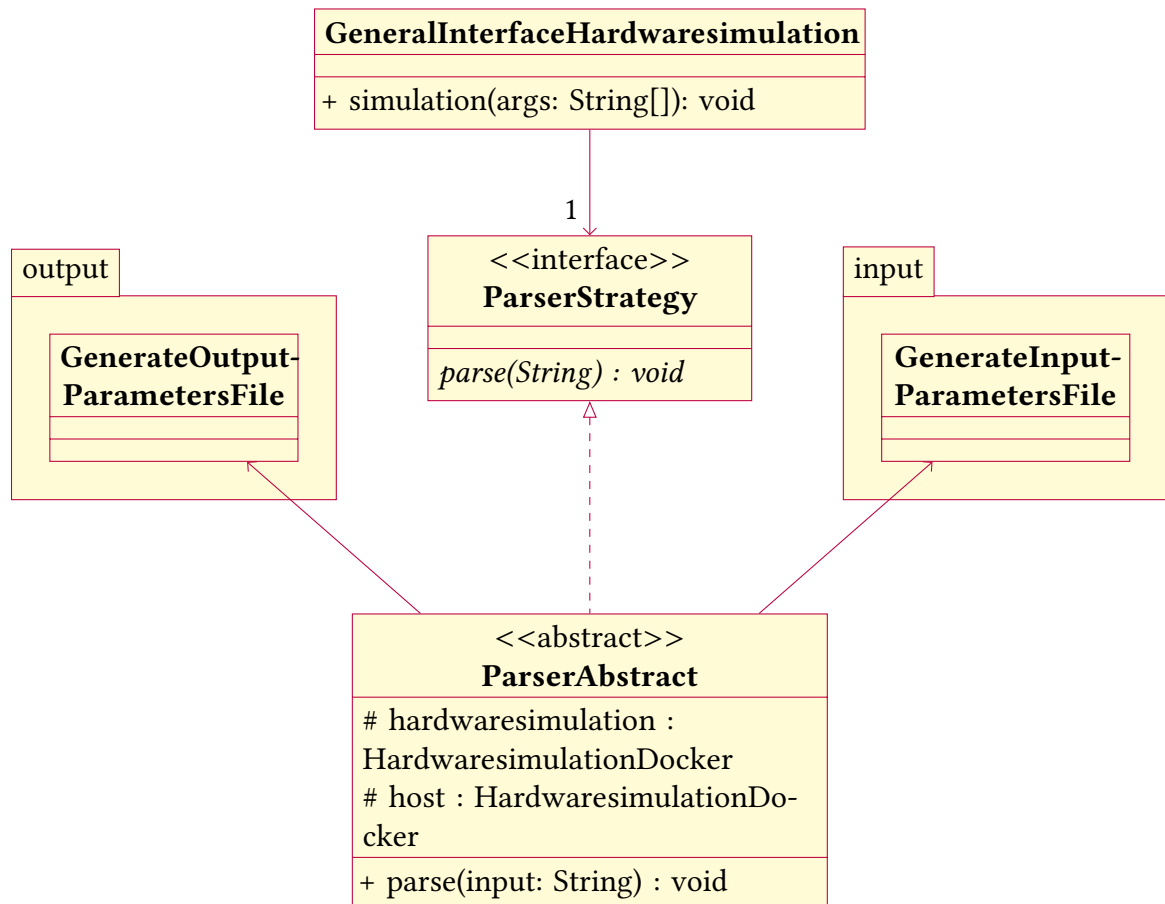 GeneralInterfaceHardwaresimulation
+ simulation(args: String[]): void
1
output
<<interface>>
ParserStrategy
parse(String) : void
input
GenerateOutput-
ParametersFile
GenerateInput-
ParametersFile
<<abstract>>
ParserAbstract
# hardwaresimulation :
HardwaresimulationDocker
# host : HardwaresimulationDo-
cker
+ parse(input: String) : void